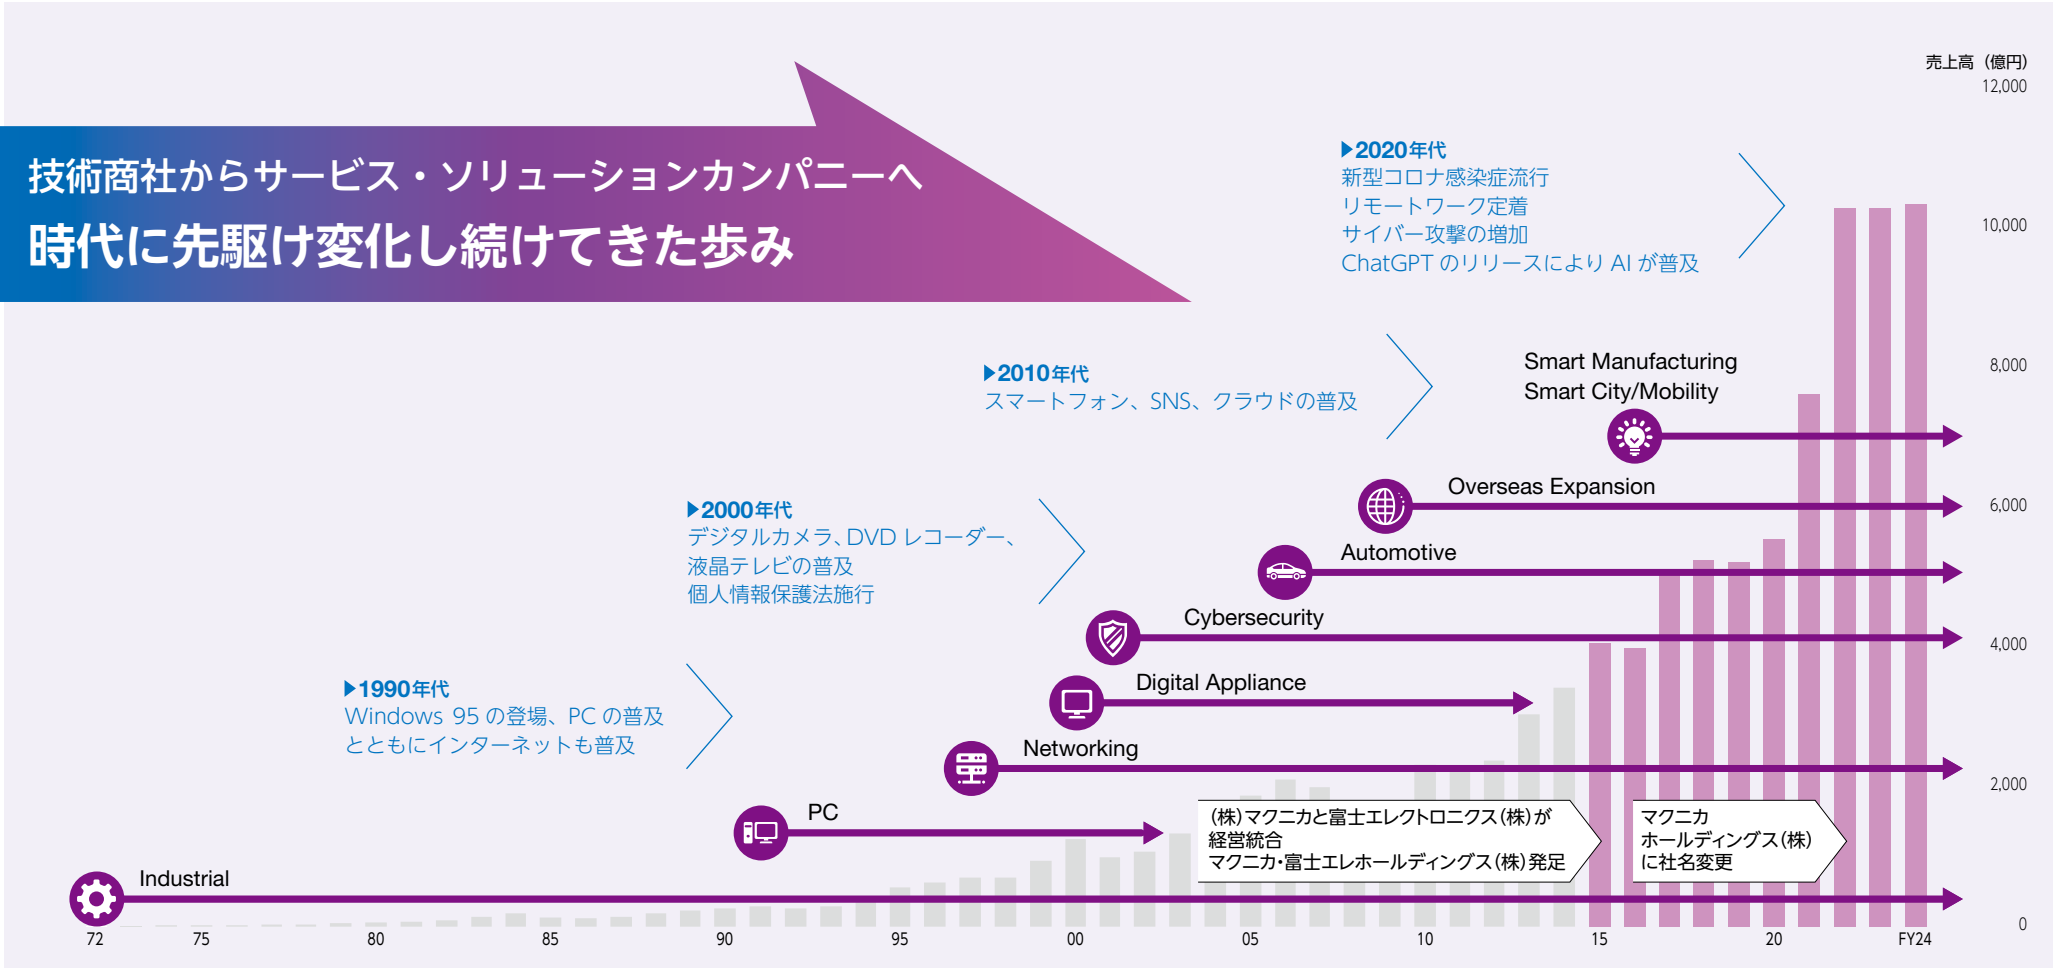 技術商社からサービス・ソリューションカンパニーへ
時代に先駆け変化し続けてきた歩み
売上高（億円）
12,000
10,000
8,000
6,000
4,000
2,000
0
▶2020年代
新型コロナ感染症流行
リモートワーク定着
サイバー攻撃の増加
ChatGPT のリリースにより AI が普及
▶2010年代
スマートフォン、SNS、クラウドの普及
▶2000年代
デジタルカメラ、DVD レコーダー、
液晶テレビの普及
個人情報保護法施行
▶1990年代
Windows 95 の登場、PC の普及
とともにインターネットも普及
Smart Manufacturing
Smart City/Mobility
Overseas Expansion
Automotive
Cybersecurity
Digital Appliance
Networking
PC
Industrial
（株）マクニカと富士エレクトロニクス（株）が
経営統合
マクニカ・富士エレホールディングス（株）発足
マクニカ
ホールディングス（株）
に社名変更
72
75
80
85
90
95
00
05
10
15
20
FY24